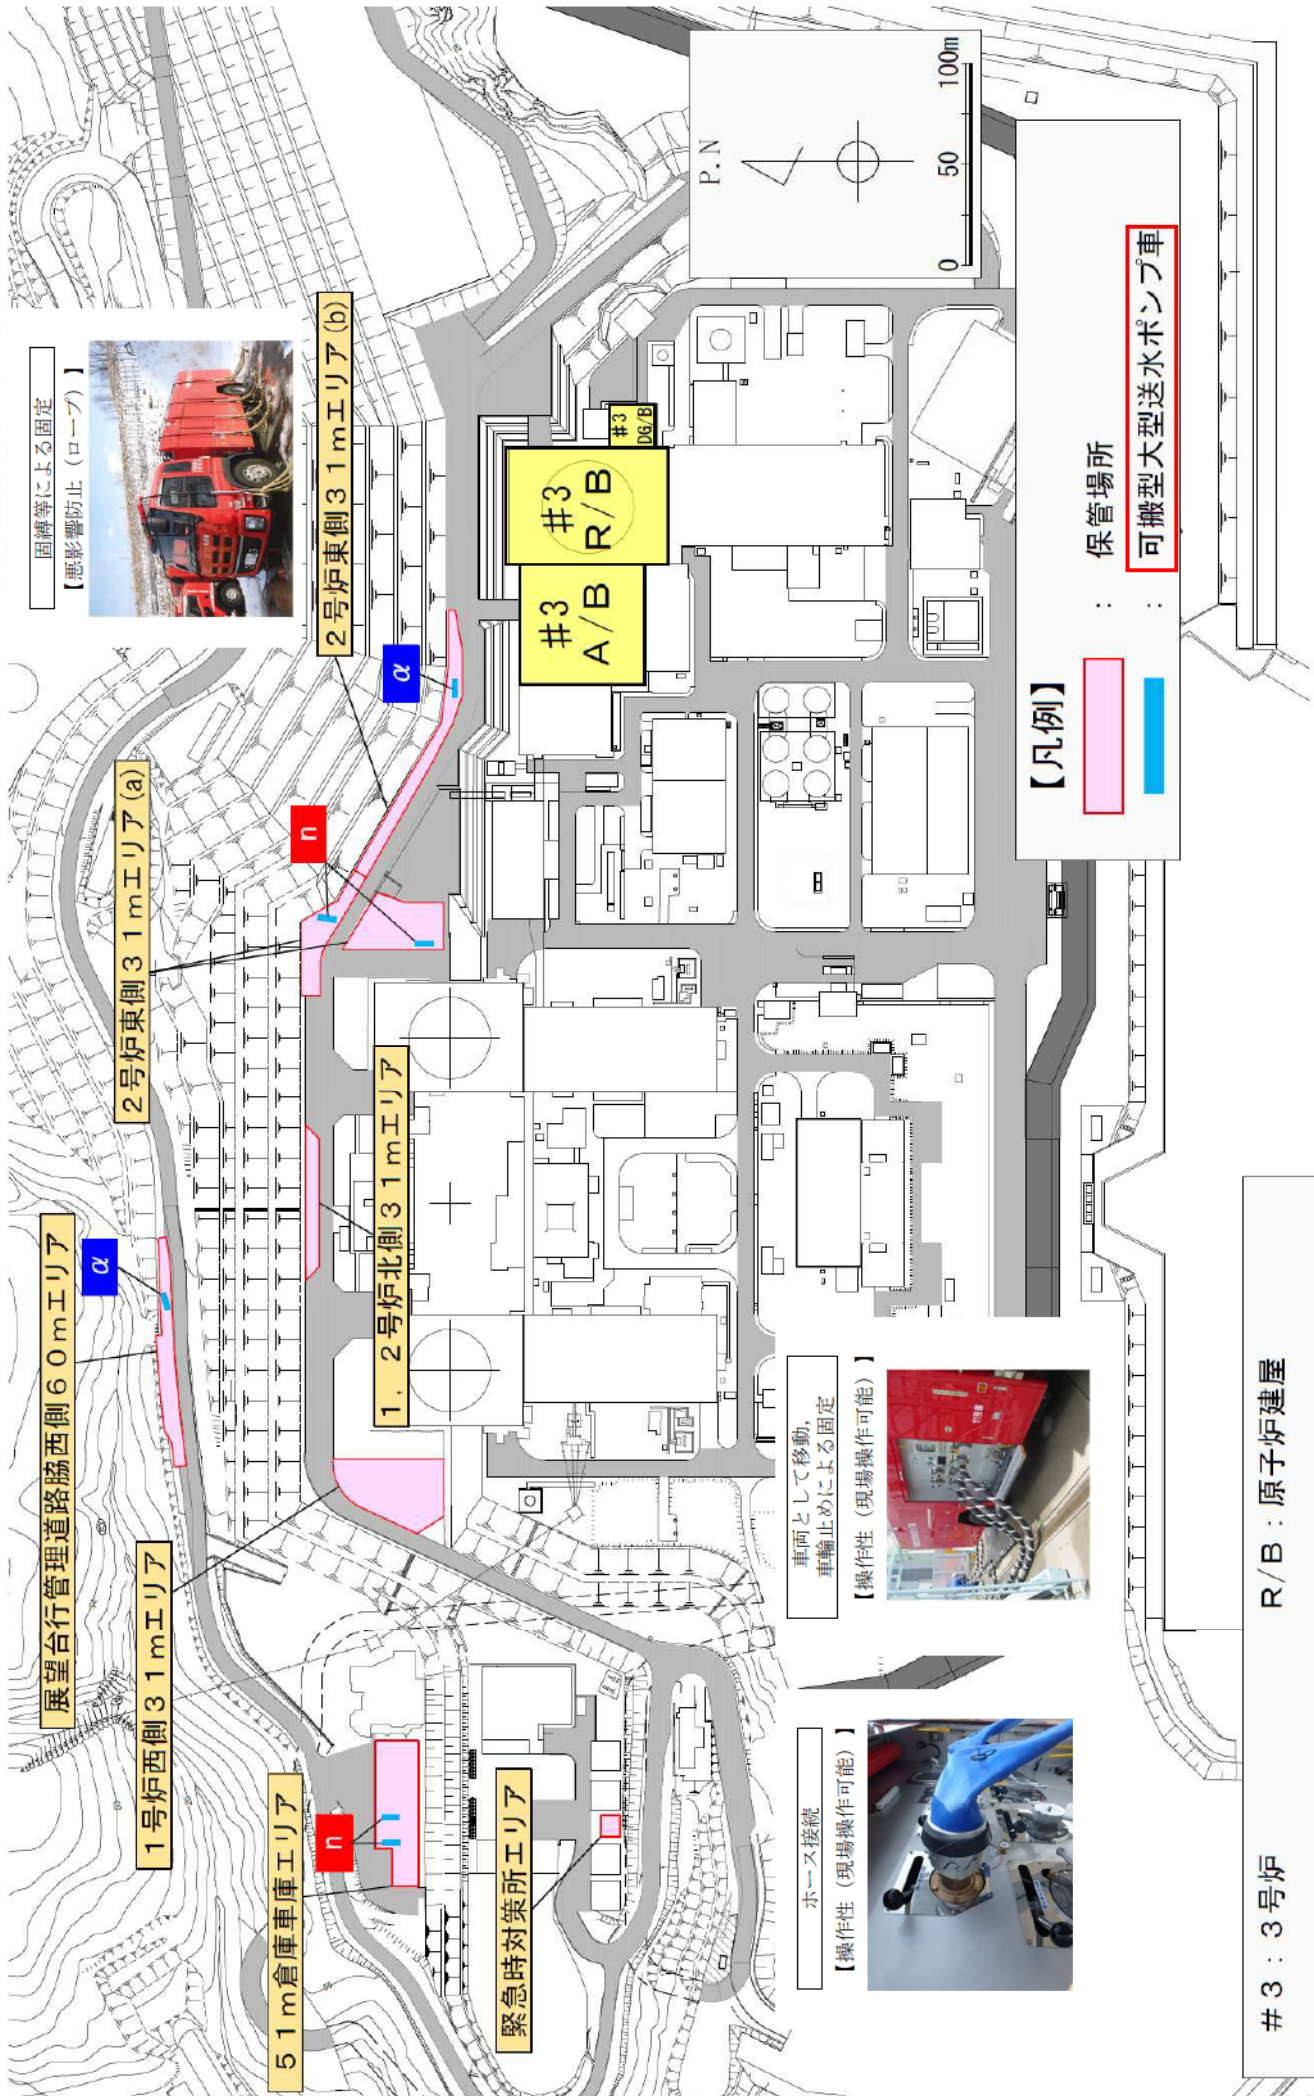 固縛等による固定
【悪影響防止（ロープ）】
2号炉東側31mエリア(b)
2号炉東側31mエリア(a)
展望台行管理道路脇西側60mエリア
1号炉西側31mエリア
1，2号炉北側31mエリア
51m倉庫車庫エリア
緊急時対策所エリア
α
n
α
n
#3
A/B
#3
R/B
#3
DG/B
P.N
0 50 100m
【凡例】
： 保管場所
： 可搬型大型送水ポンプ車
車両として移動，
車輪止めによる固定
【操作性（現場操作可能）】
ホース接続
【操作性（現場操作可能）】
#3：3号炉 R/B：原子炉建屋